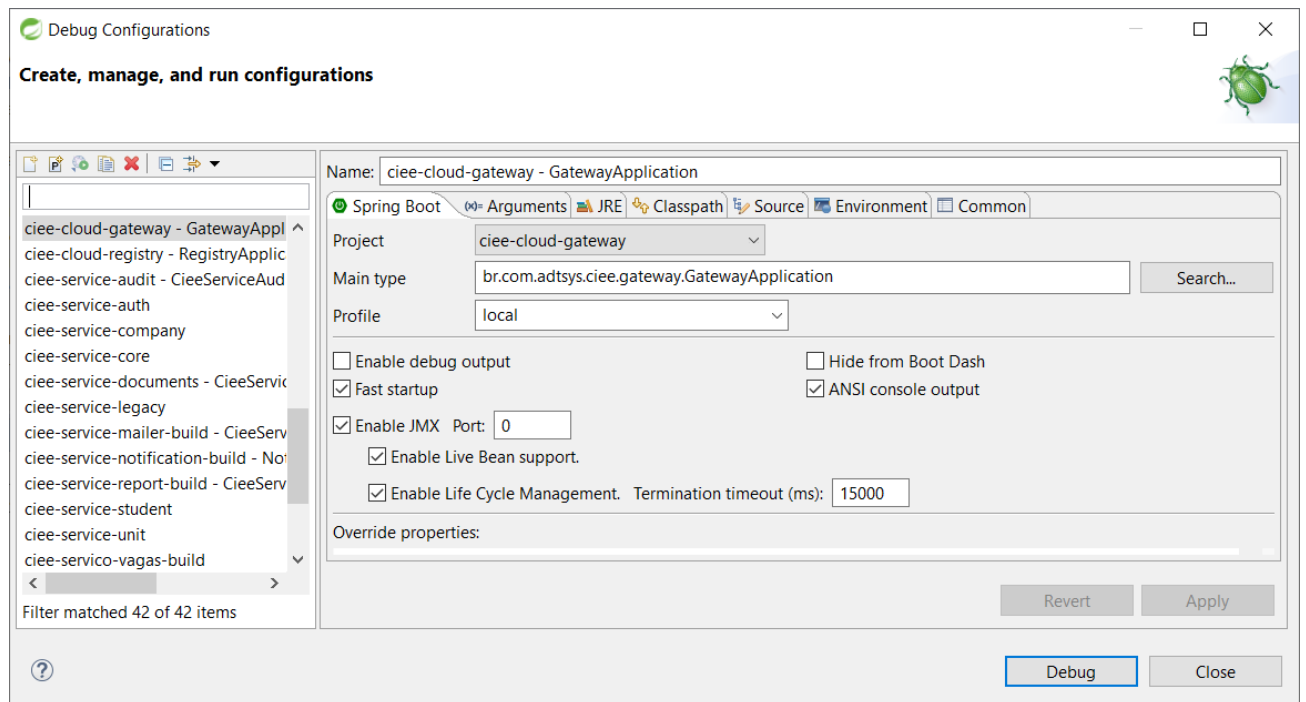 Debug Configurations
Create, manage, and run configurations
Name: ciee-cloud-gateway - GatewayApplication
Spring Boot (x)= Arguments JRE Classpath Source Environment Common
ciee-cloud-gateway - GatewayAppl
ciee-cloud-registry - RegistryApplic
ciee-service-audit - CieeServiceAud
ciee-service-auth
ciee-service-company
ciee-service-core
ciee-service-documents - CieeServic
ciee-service-legacy
ciee-service-mailer-build - CieeServ
ciee-service-notification-build - Not
ciee-service-report-build - CieeServ
ciee-service-student
ciee-service-unit
ciee-servico-vagas-build
Filter matched 42 of 42 items
Project ciee-cloud-gateway
Main type br.com.adtsys.ciee.gateway.GatewayApplication Search...
Profile local
Enable debug output Hide from Boot Dash
Fast startup ANSI console output
Enable JMX Port: 0
Enable Live Bean support.
Enable Life Cycle Management. Termination timeout (ms): 15000
Override properties:
Revert Apply
? Debug Close